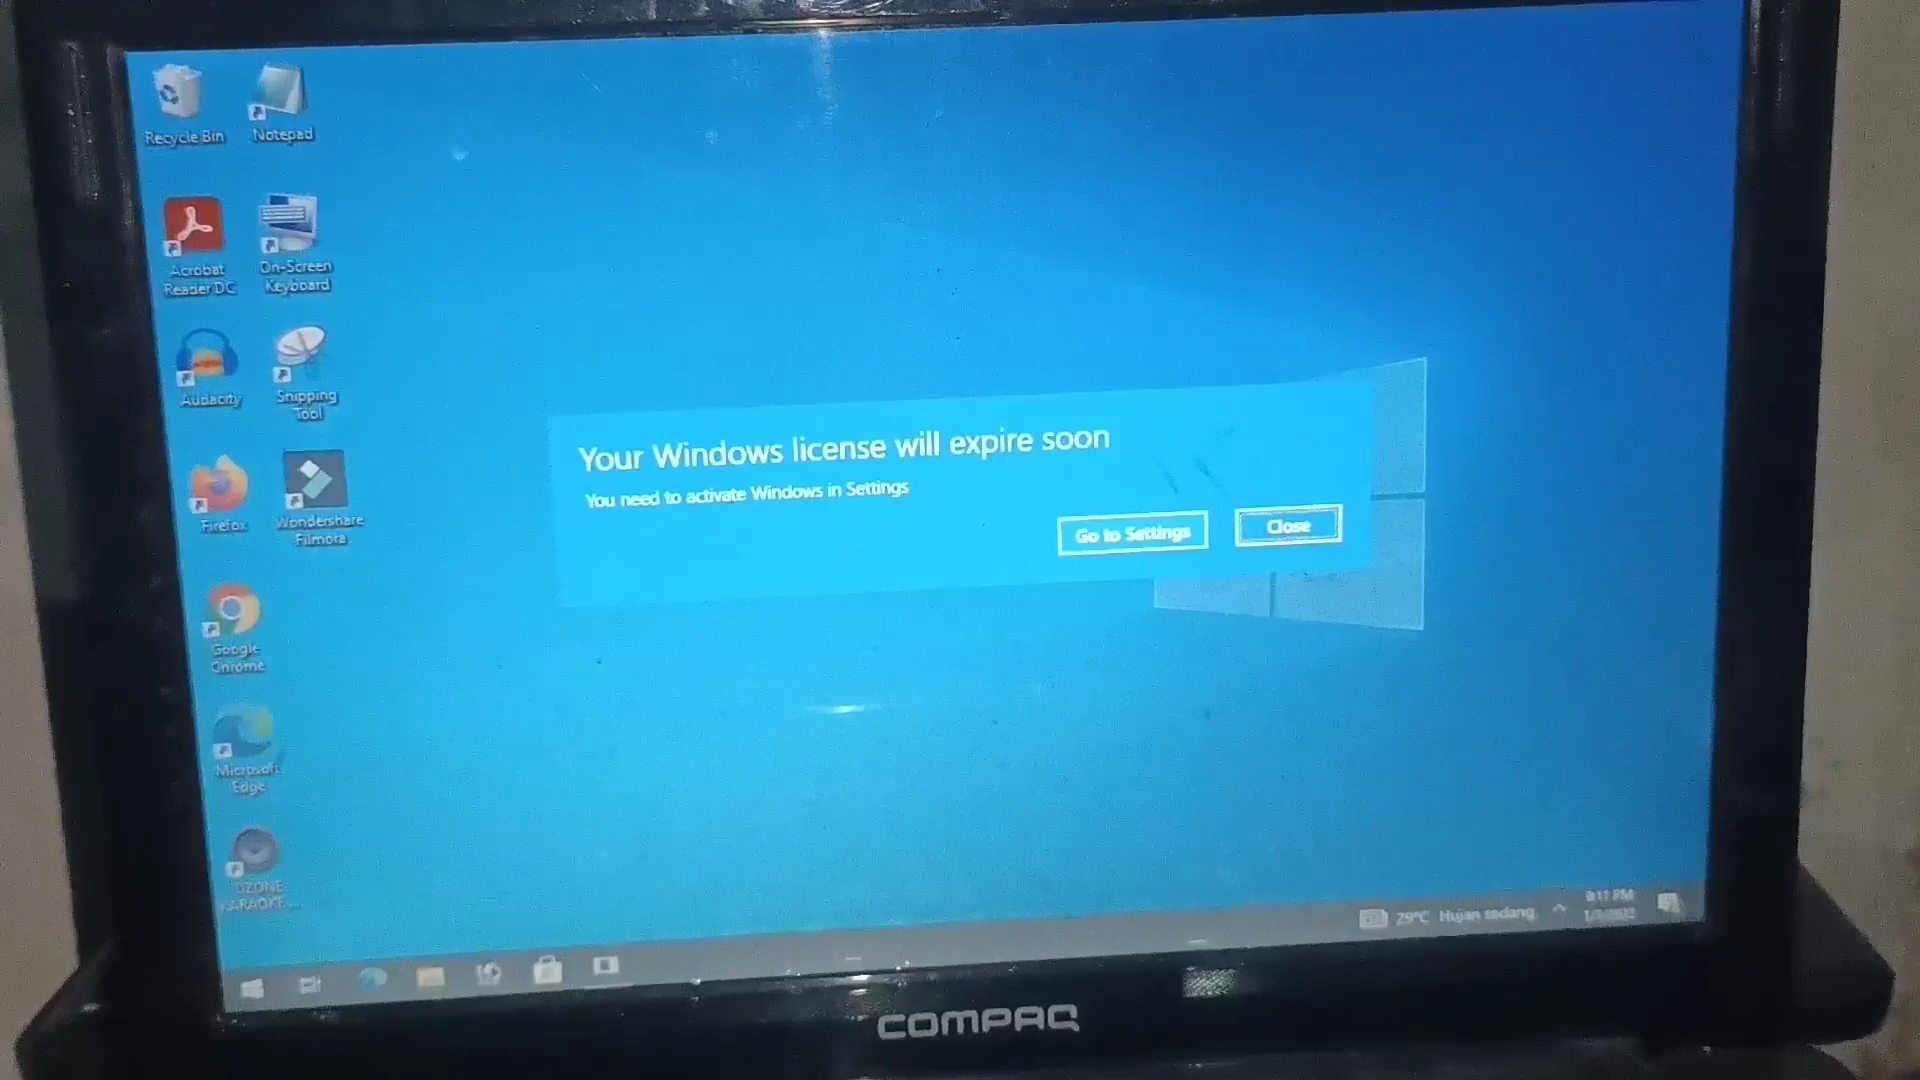 Recycle Bin
Notepad
Acrobat
Reader DC
On-Screen
Keyboard
Audacity
Snipping
Tool
Firefox
Wondershare
Filmora
Google
Chrome
Microsoft
Edge
KARAOKE...
Your Windows license will expire soon
You need to activate Windows in Settings
Go to Settings
Close
29°C Hujan sedang
PM
COMPAQ